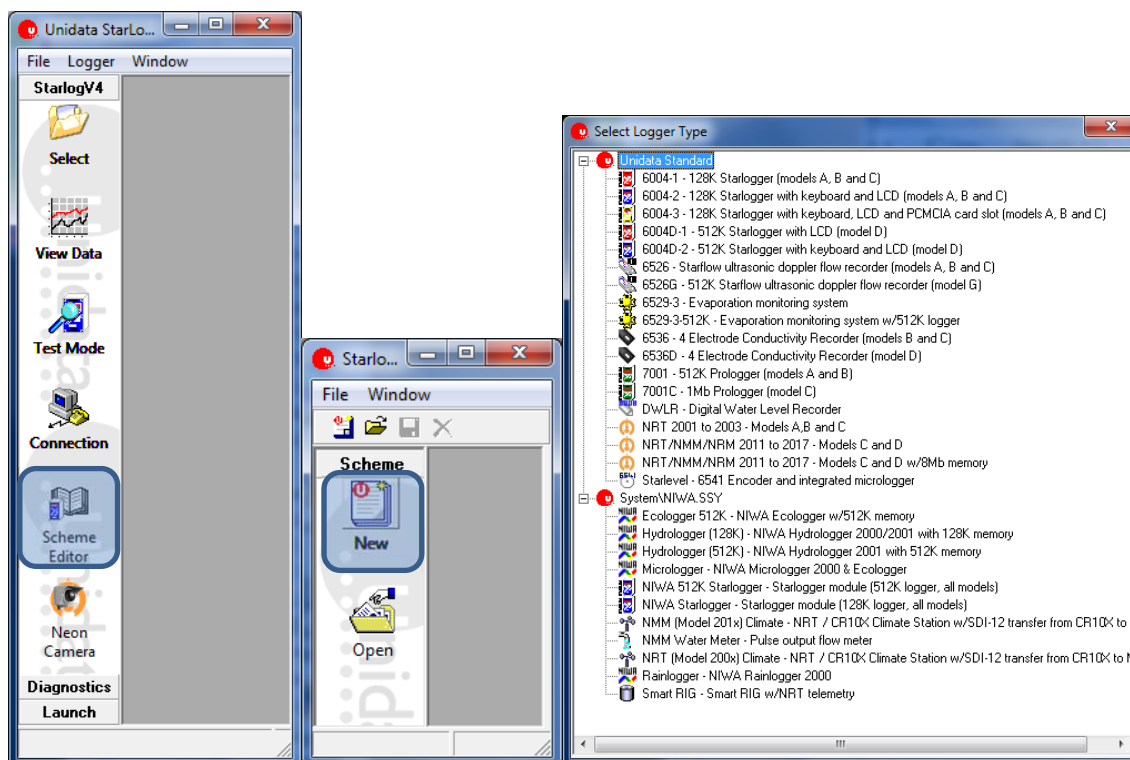 Unidata StarLo...
File Logger Window
StarlogV4
Select
View Data
Test Mode
Connection
Scheme
Editor
Neon
Camera
Diagnostics
Launch
Starlo...
File Window
Scheme
New
Open
Select Logger Type
Unidata Standard
6004-1 - 128K Starlogger (models A, B and C)
6004-2 - 128K Starlogger with keyboard and LCD (models A, B and C)
6004-3 - 128K Starlogger with keyboard, LCD and PCMCIA card slot (models A, B and C)
6004D-1 - 512K Starlogger with LCD (model D)
6004D-2 - 512K Starlogger with keyboard and LCD (model D)
6526 - Starflow ultrasonic doppler flow recorder (models A, B and C)
6526G - 512K Starflow ultrasonic doppler flow recorder (model G)
6529-3 - Evaporation monitoring system
6529-3-512K - Evaporation monitoring system w/512K logger
6536 - 4 Electrode Conductivity Recorder (models B and C)
6536D - 4 Electrode Conductivity Recorder (model D)
7001 - 512K Prologger (models A and B)
7001C - 1Mb Prologger (model C)
DWLR - Digital Water Level Recorder
NRT 2001 to 2003 - Models A,B and C
NRT/NMM/NRM 2011 to 2017 - Models C and D
NRT/NMM/NRM 2011 to 2017 - Models C and D w/8Mb memory
Starlevel - 6541 Encoder and integrated micrologger
System\NIWA.SSY
Ecologger 512K - NIWA Ecologger w/512K memory
Hydrologger (128K) - NIWA Hydrologger 2000/2001 with 128K memory
Hydrologger (512K) - NIWA Hydrologger 2001 with 512K memory
Micrologger - NIWA Micrologger 2000 & Ecologger
NIWA 512K Starlogger - Starlogger module (512K logger, all models)
NIWA Starlogger - Starlogger module (128K logger, all models)
NMM (Model 201x) Climate - NRT / CR10X Climate Station w/SDI-12 transfer from CR10X to
NMM Water Meter - Pulse output flow meter
NRT (Model 200x) Climate - NRT / CR10X Climate Station w/SDI-12 transfer from CR10X to N
Rainlogger - NIWA Rainlogger 2000
Smart RIG - Smart RIG w/NRT telemetry